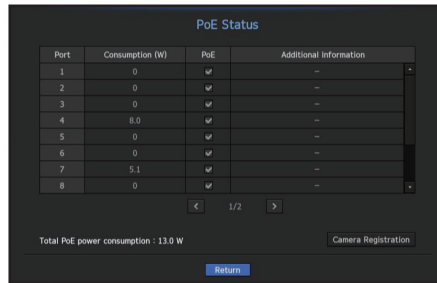 PoE Status
Port Consumption (W) PoE Additional Information
1 0 –
2 0 –
3 0 –
4 8.0 –
5 0 –
6 0 –
7 5.1 –
8 0 –
< 1/2 >
Total PoE power consumption : 13.0 W Camera Registration
Return